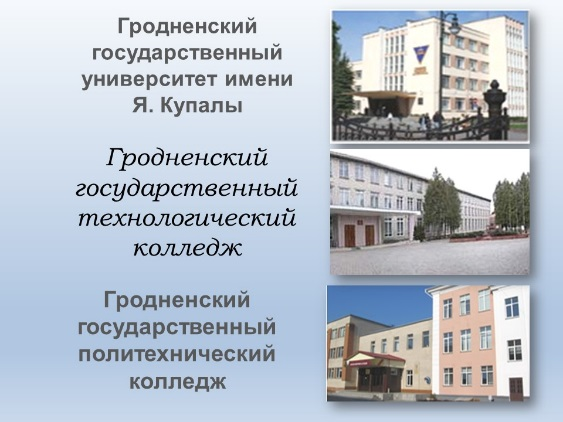 Гродненский
государственный
университет имени
Я. Купалы
Гродненский
государственный
технологический
колледж
Гродненский
государственный
политехнический
колледж